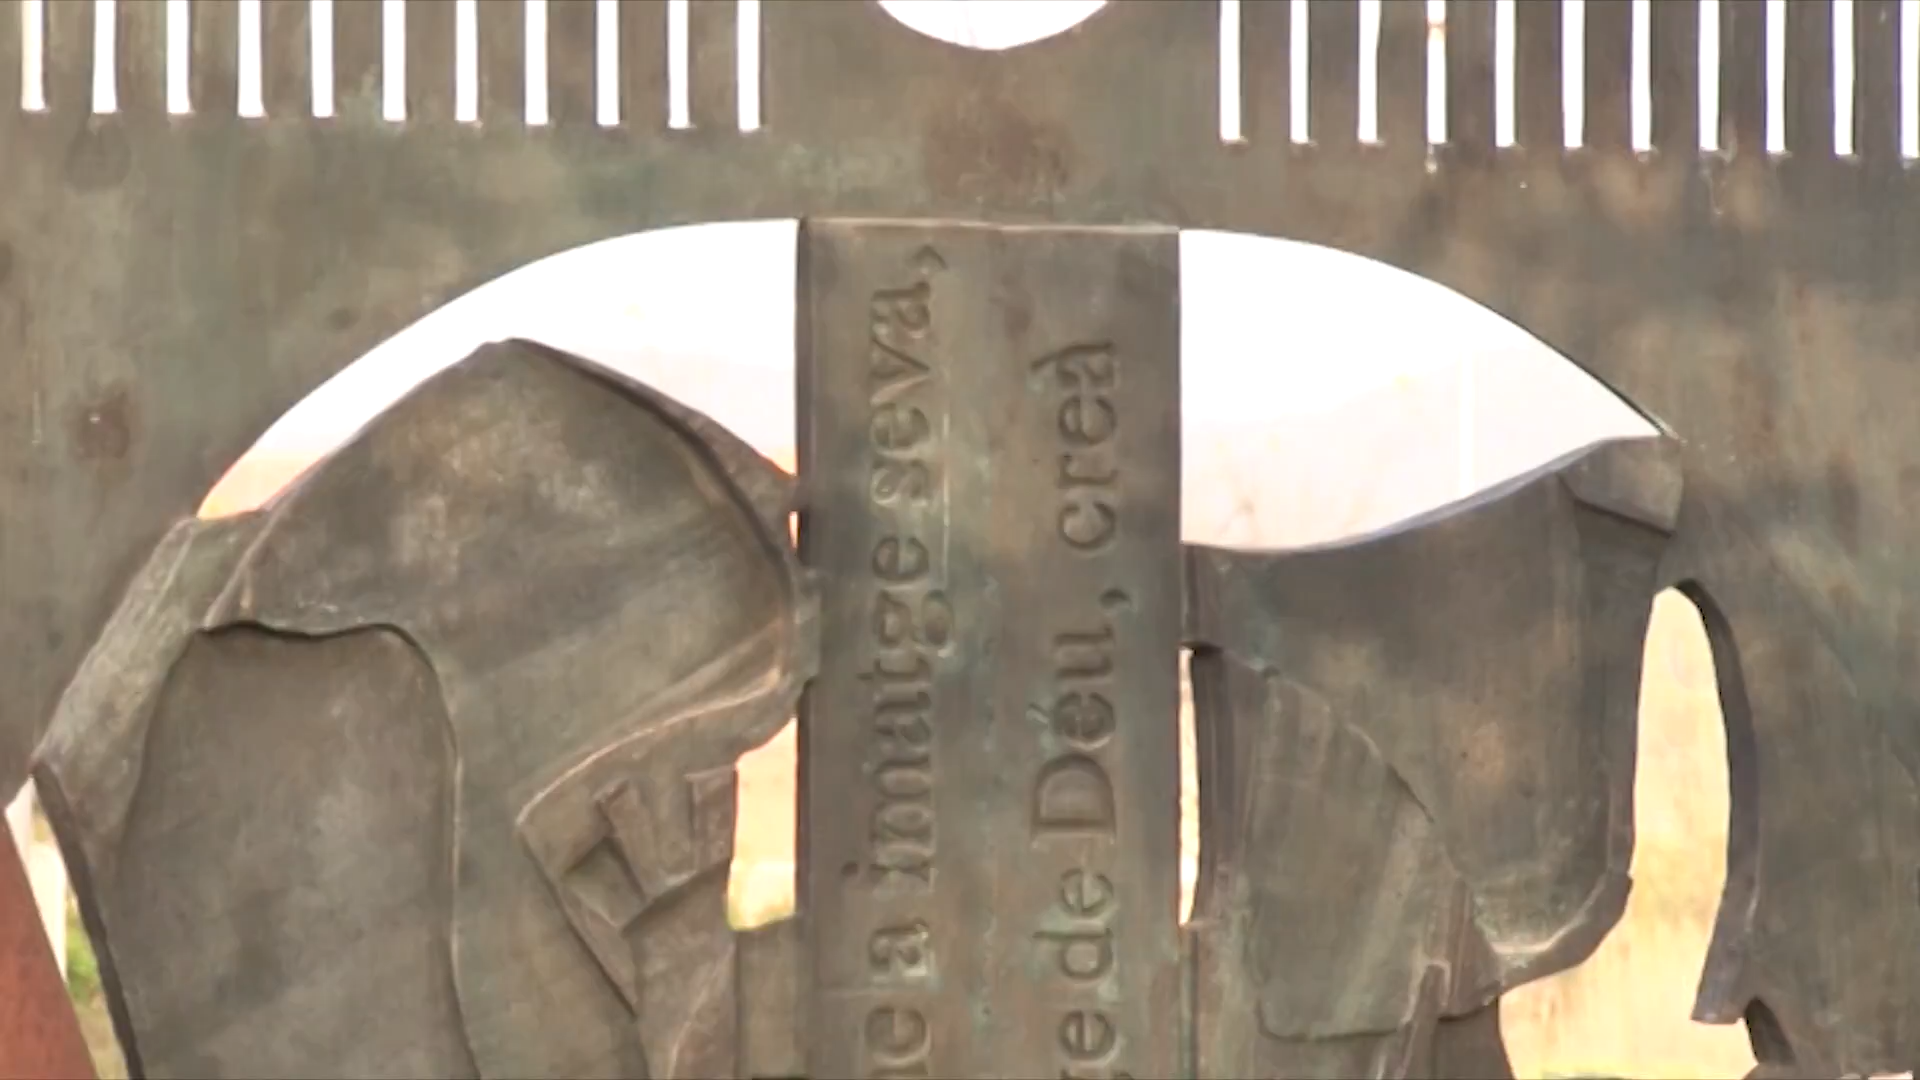 a imatge seva,
de Déu, creà